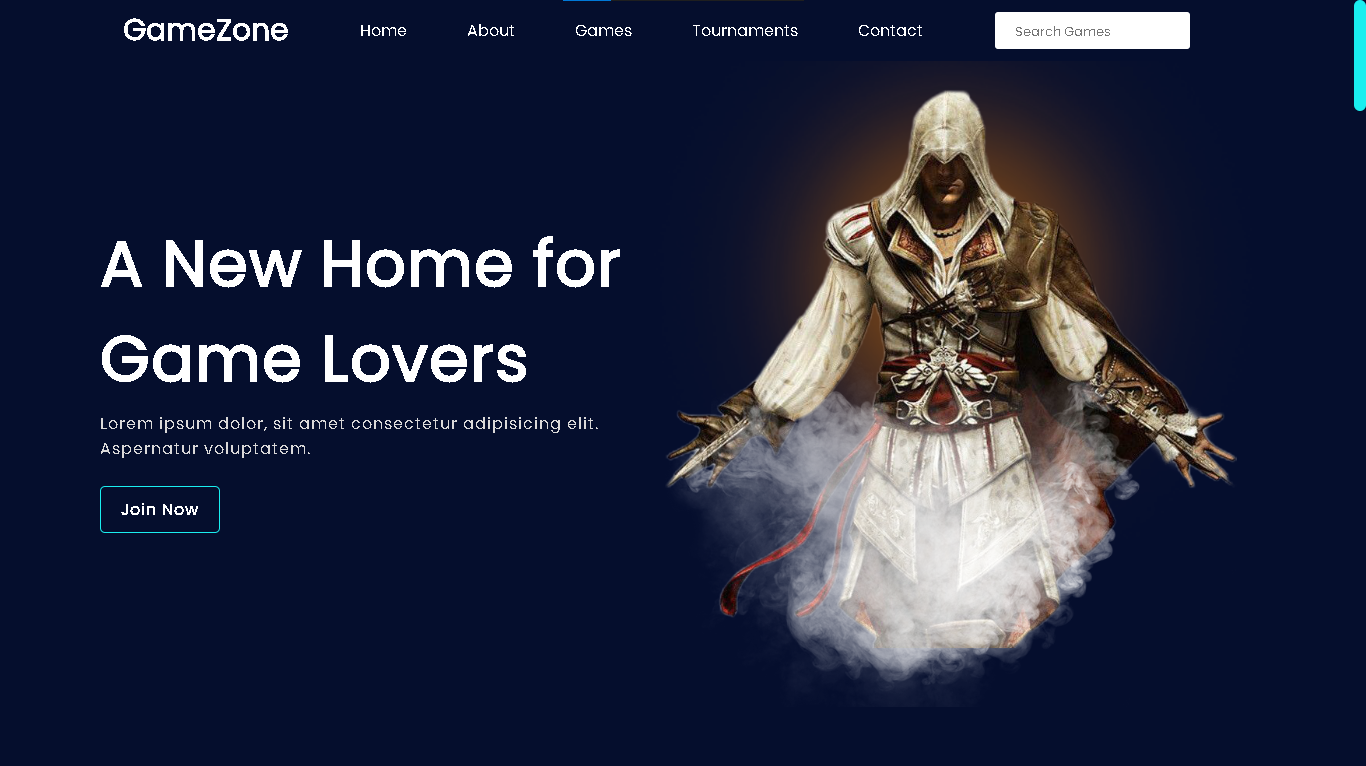 GameZone
Home
About
Games
Tournaments
Contact
Search Games
A New Home for
Game Lovers
Lorem ipsum dolor, sit amet consectetur adipisicing elit.
Aspernatur voluptatem.
Join Now